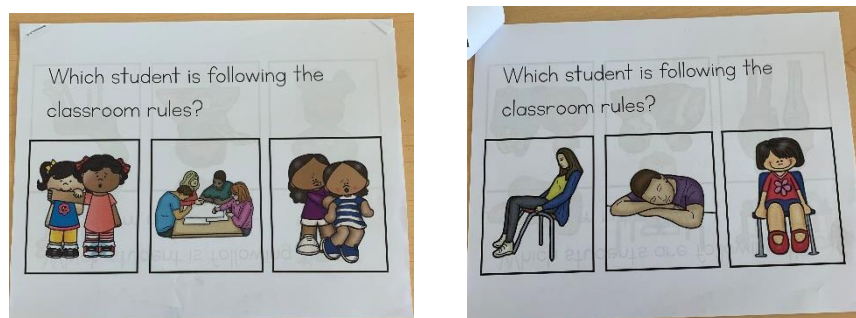 Which student is following the
classroom rules?
Which student is following the
classroom rules?